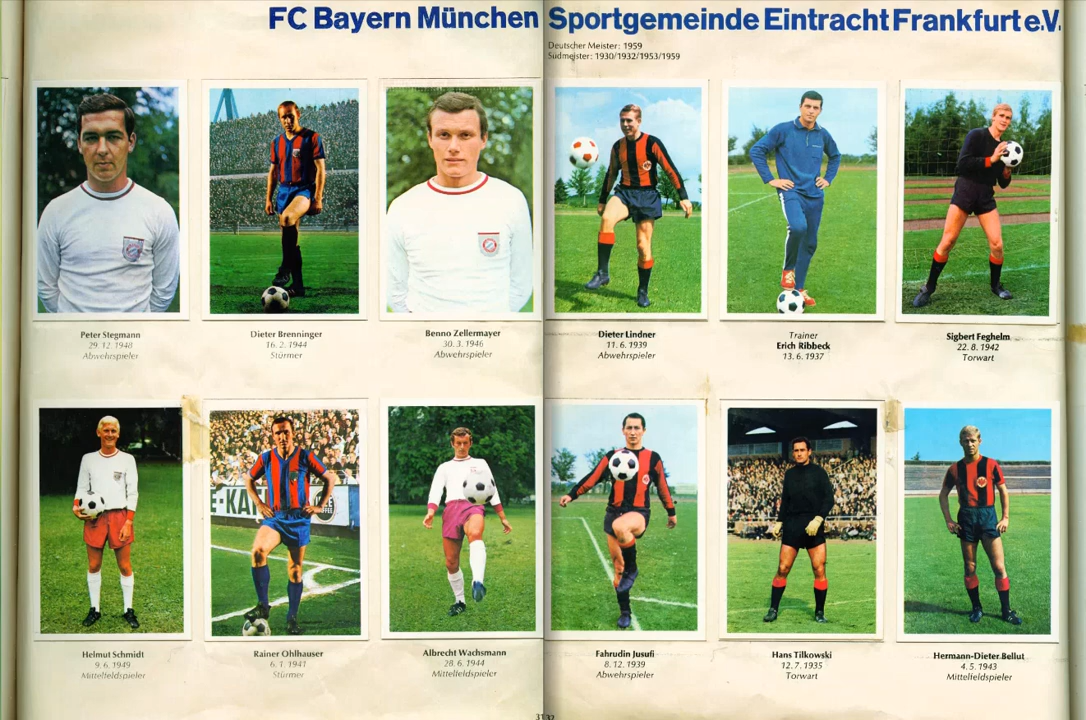 FC Bayern München
Peter Stegmann
29. 12. 1948
Abwehrspieler
Dieter Brenninger
16. 2. 1944
Stürmer
Benno Zellermayer
30. 3. 1946
Abwehrspieler
Helmut Schmidt
9. 6. 1949
Mittelfeldspieler
E-KA
Rainer Ohlhauser
6. 1. 1941
Stürmer
Albrecht Wachsmann
28. 6. 1944
Mittelfeldspieler
31
Sportgemeinde Eintracht Frankfurt e.V.
Deutscher Meister: 1959
Südmeister: 1930/1932/1953/1959
Dieter Lindner
11. 6. 1939
Abwehrspieler
Trainer
Erich Ribbeck
13. 6. 1937
Sigbert Feghelm
22. 8. 1942
Torwart
Fahrudin Jusufi
8. 12. 1939
Abwehrspieler
Hans Tilkowski
12. 7. 1935
Torwart
Hermann-Dieter Bellut
4. 5. 1943
Mittelfeldspieler
32